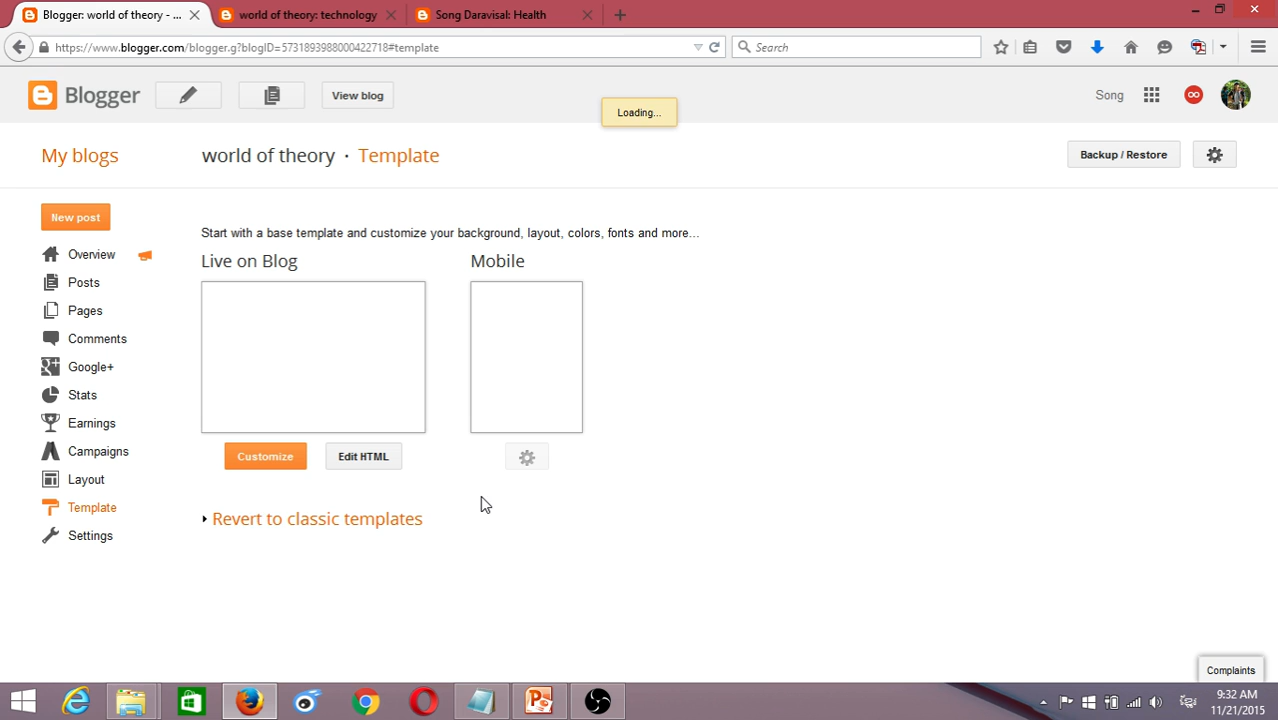 Blogger: world of theory - ...
world of theory: technology
Song Daravisal: Health
https://www.blogger.com/blogger.g?blogID=5731893988000422718#template
Search
Blogger
View blog
Loading...
Song
My blogs
world of theory · Template
Backup / Restore
New post
Start with a base template and customize your background, layout, colors, fonts and more...
Overview
Live on Blog
Mobile
Posts
Pages
Comments
Google+
Stats
Earnings
Campaigns
Customize
Edit HTML
Layout
Template
Revert to classic templates
Settings
Complaints
9:32 AM
11/21/2015